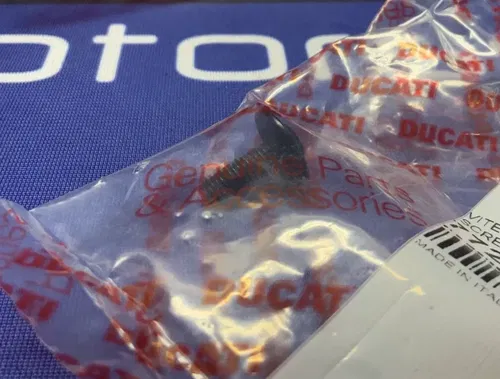 otos
DUCATI
DUCATI
DUCATI
DUCATI
Genuine Parts
& Accessories
DUCATI
DUCATI
VITE
SCRE
MADE IN ITA